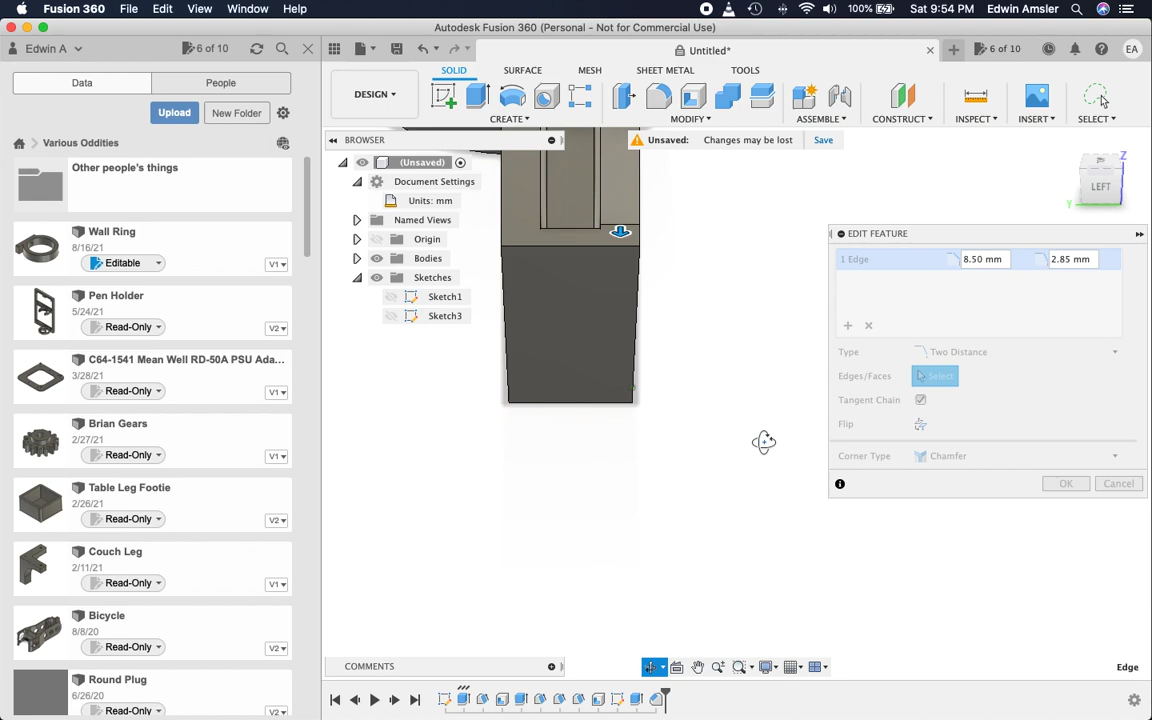 Fusion 360 File Edit View Window Help 100% Sat 9:54 PM Edwin Amsler
Autodesk Fusion 360 (Personal - Not for Commercial Use)
Edwin A 6 of 10 Untitled* 6 of 10 EA
Data People
SOLID SURFACE MESH SHEET METAL TOOLS
Upload New Folder
DESIGN
CREATE MODIFY ASSEMBLE CONSTRUCT INSPECT INSERT SELECT
Various Oddities
BROWSER
Unsaved: Changes may be lost Save
Other people's things
Wall Ring
8/16/21
Editable V1
Pen Holder
5/24/21
Read-Only V2
C64-1541 Mean Well RD-50A PSU Ada...
3/28/21
Read-Only V1
Brian Gears
2/27/21
Read-Only V1
Table Leg Footie
2/26/21
Read-Only V2
Couch Leg
2/11/21
Read-Only V1
Bicycle
8/8/20
Read-Only V2
Round Plug
6/26/20
Read-Only V2
(Unsaved)
Document Settings
Units: mm
Named Views
Origin
Bodies
Sketches
Sketch1
Sketch3
Z
LEFT
Y
EDIT FEATURE
1 Edge 8.50 mm 2.85 mm
Type Two Distance
Edges/Faces Select
Tangent Chain
Flip
Corner Type Chamfer
OK Cancel
COMMENTS
Edge